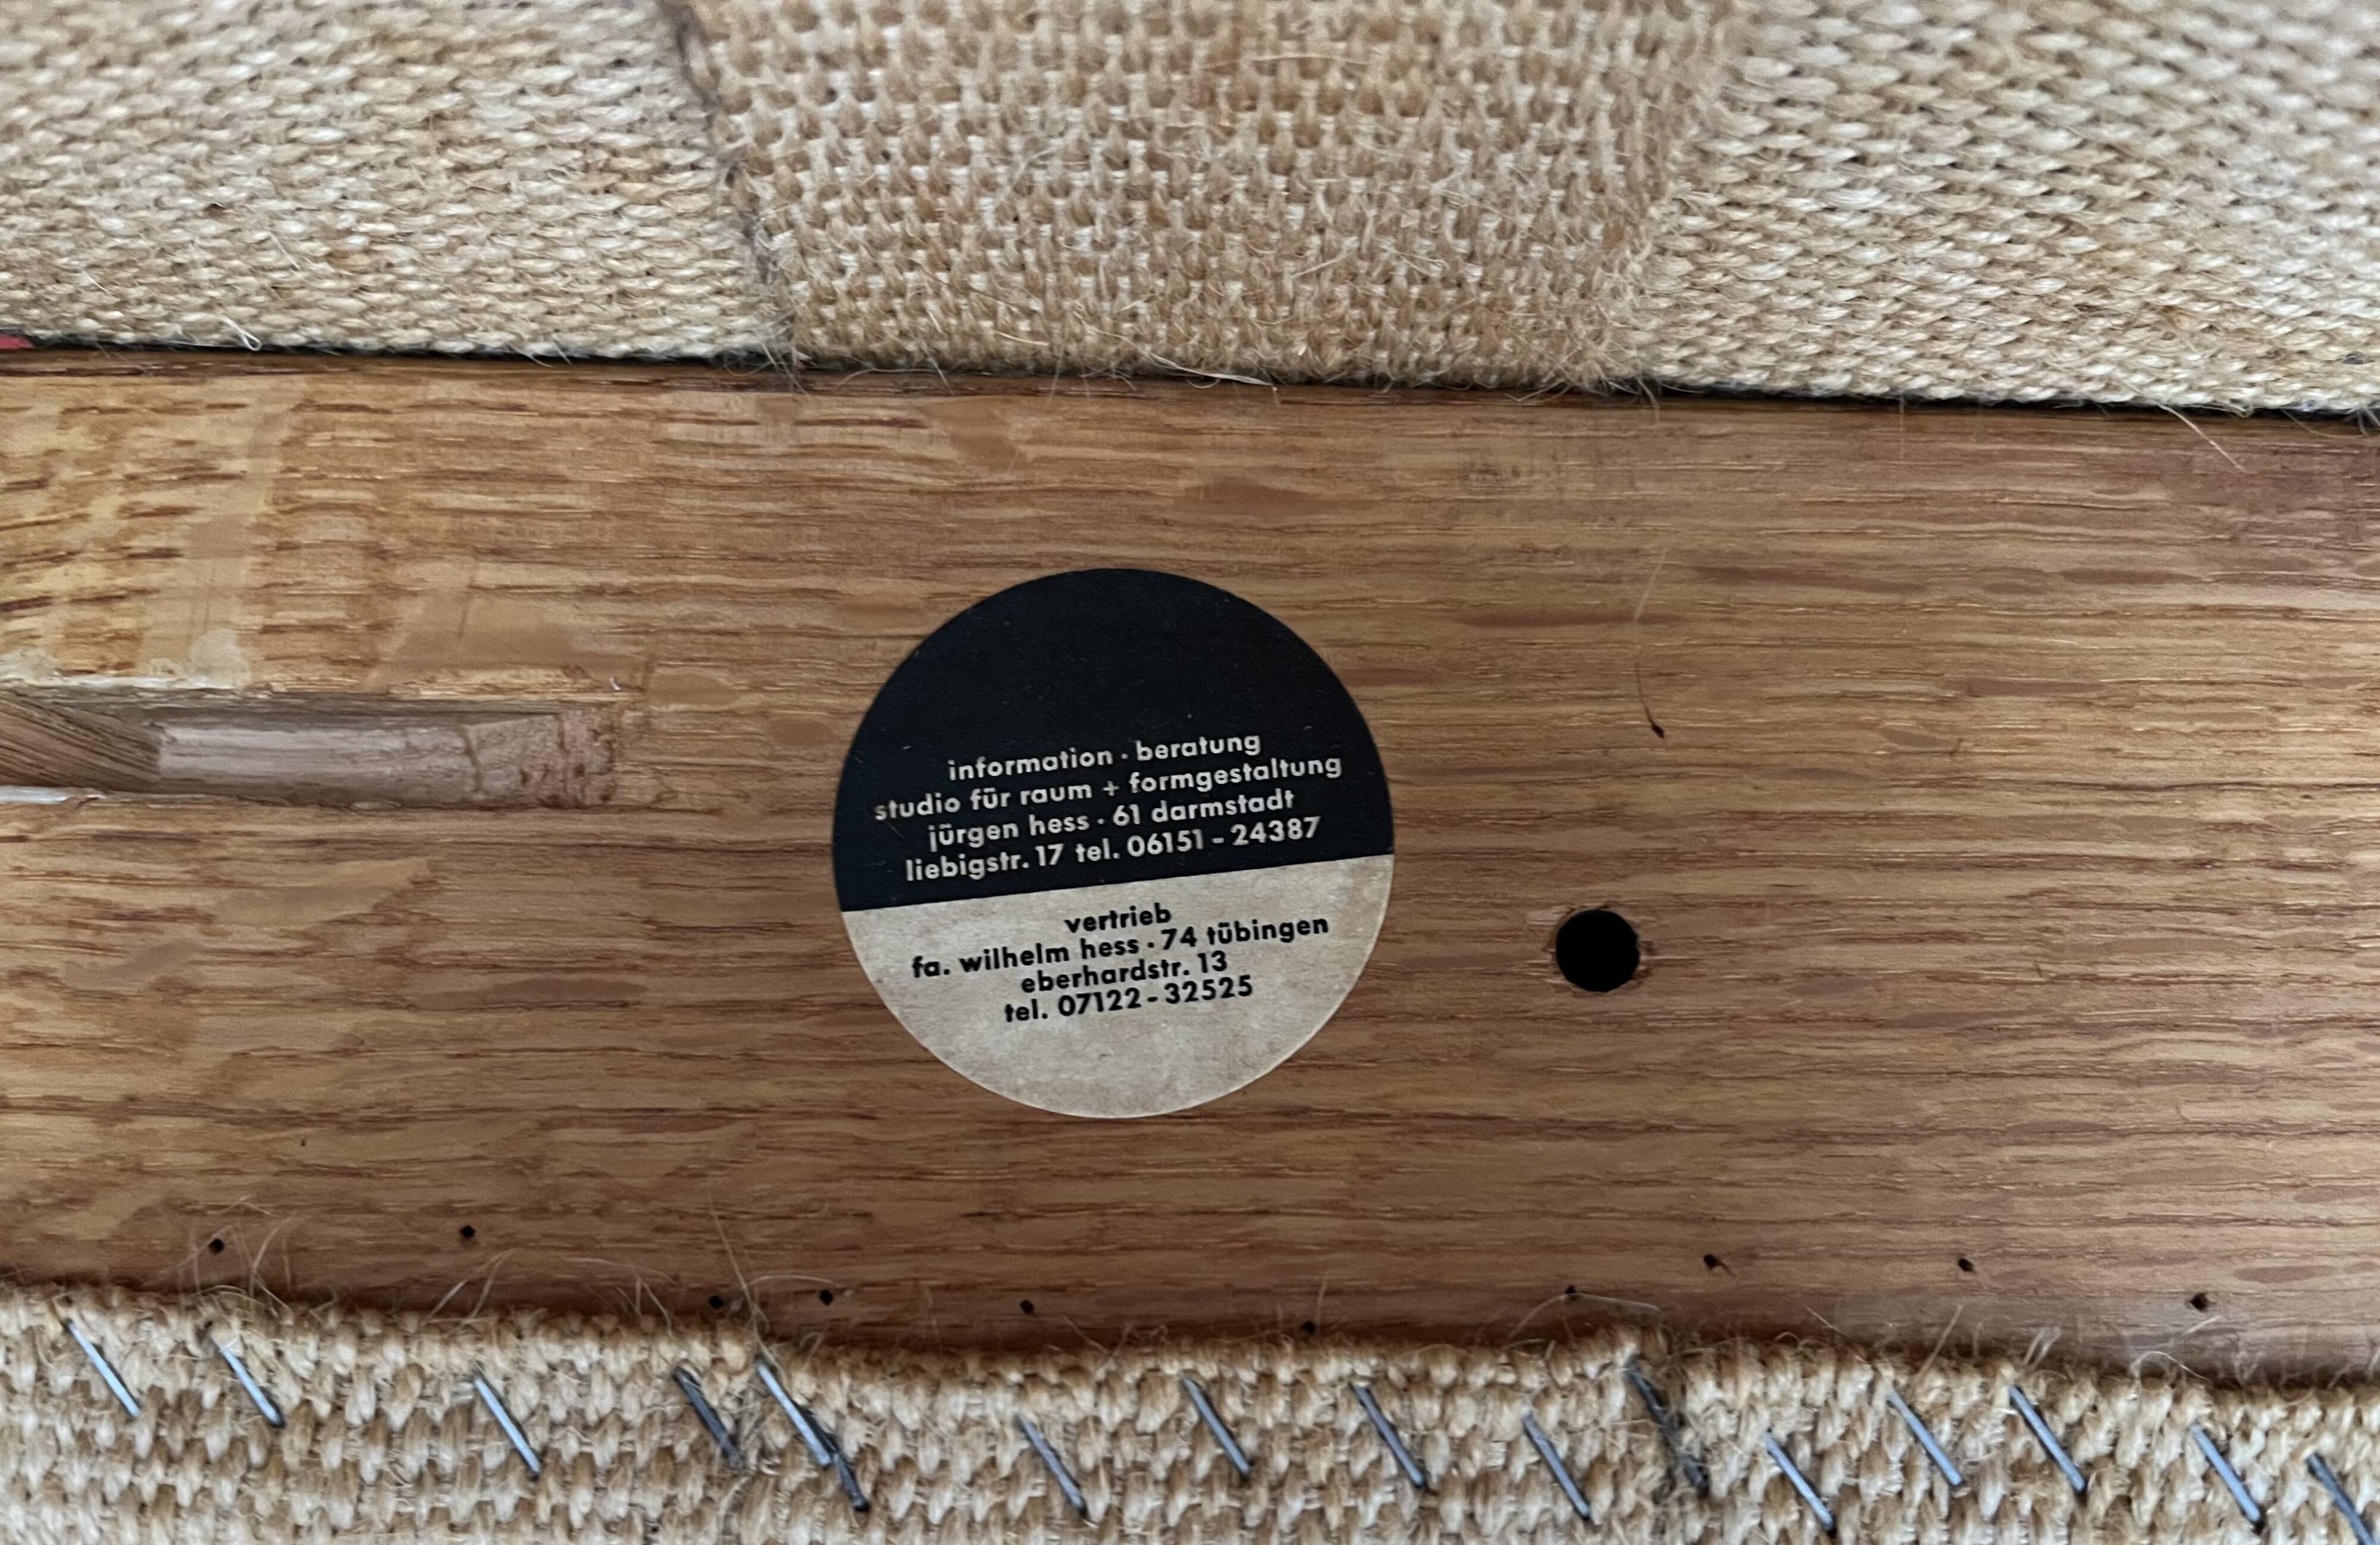 information · beratung
studio für raum + formgestaltung
jürgen hess · 61 darmstadt
liebigstr. 17 tel. 06151 - 24387
vertrieb
fa. wilhelm hess · 74 tübingen
eberhardstr. 13
tel. 07122 - 32525